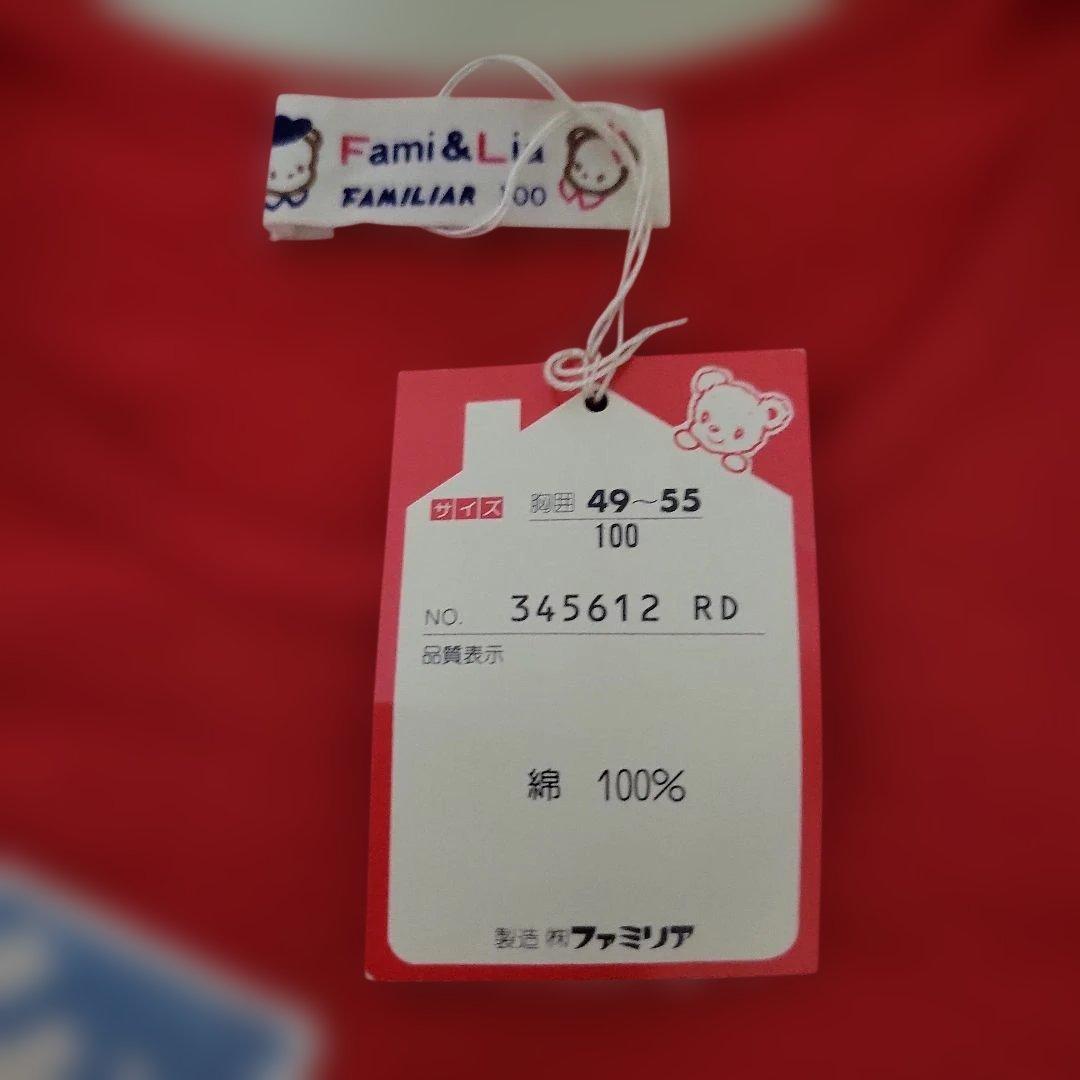 Fami & Lia
FAMILIAR 100
サイズ 胸囲 49～55
100
NO. 345612 RD
品質表示
綿 100%
製造 ㈱ファミリア